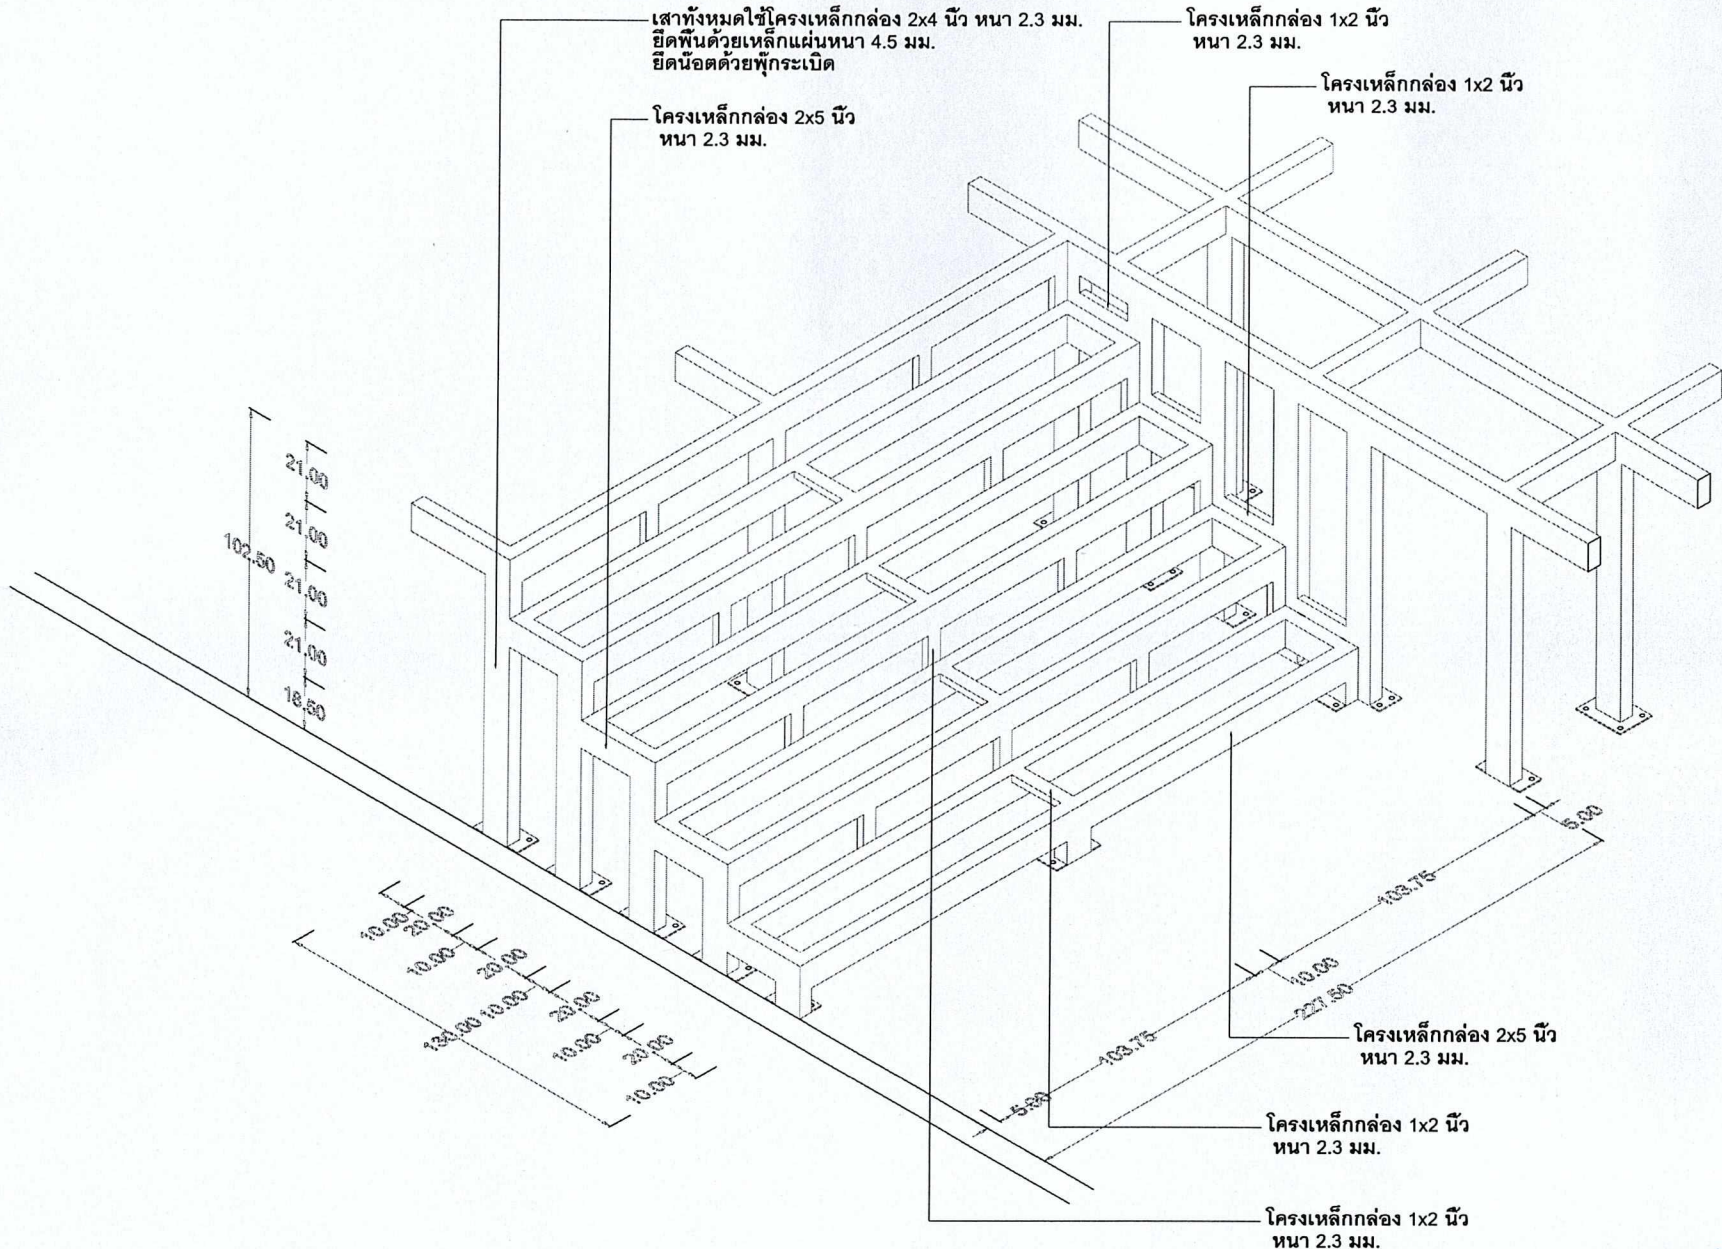 เสาทั้งหมดใช้โครงเหล็กกล่อง 2x4 นิ้ว หนา 2.3 มม.
ยึดพื้นด้วยเหล็กแผ่นหนา 4.5 มม.
ยึดน๊อตด้วยพุ๊กระเบิด
โครงเหล็กกล่อง 1x2 นิ้ว
หนา 2.3 มม.
โครงเหล็กกล่อง 1x2 นิ้ว
หนา 2.3 มม.
โครงเหล็กกล่อง 2x5 นิ้ว
หนา 2.3 มม.
21.00
21.00
102.50
21.00
21.00
18.50
5.00
103.75
10.00
227.50
103.75
5.00
10.00
20.00
10.00
20.00
10.00
20.00
130.00
10.00
20.00
10.00
โครงเหล็กกล่อง 2x5 นิ้ว
หนา 2.3 มม.
โครงเหล็กกล่อง 1x2 นิ้ว
หนา 2.3 มม.
โครงเหล็กกล่อง 1x2 นิ้ว
หนา 2.3 มม.